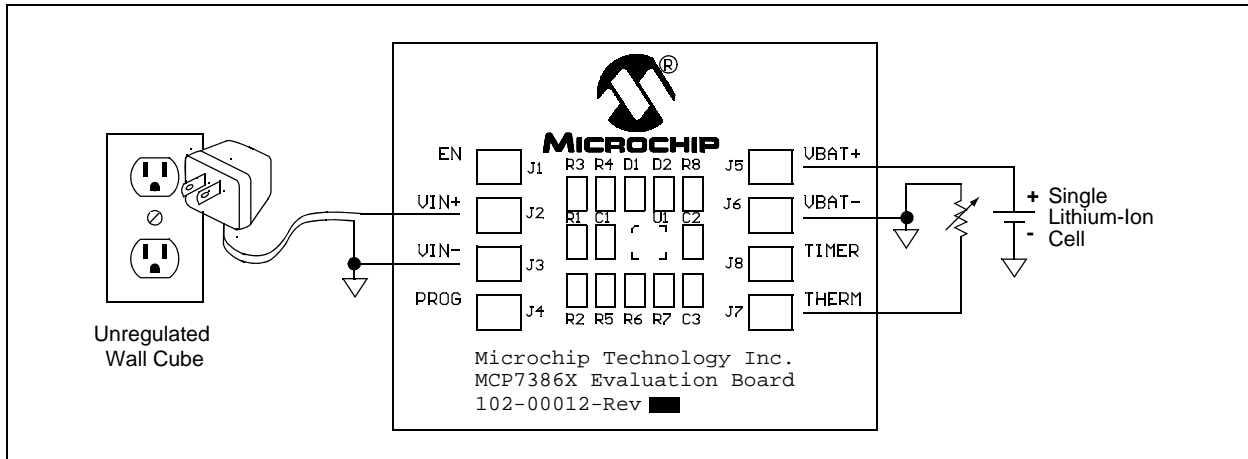 ®
MICROCHIP
EN
J1
R3 R4 D1 D2 R8
J5
VBAT+
VIN+
J2
R1 C1 U1 C2
J6
VBAT-
+ Single
Lithium-Ion
- Cell
VIN-
J3
J8
TIMER
PROG
J4
R2 R5 R6 R7 C3
J7
THERM
Unregulated
Wall Cube
Microchip Technology Inc.
MCP7386X Evaluation Board
102-00012-Rev